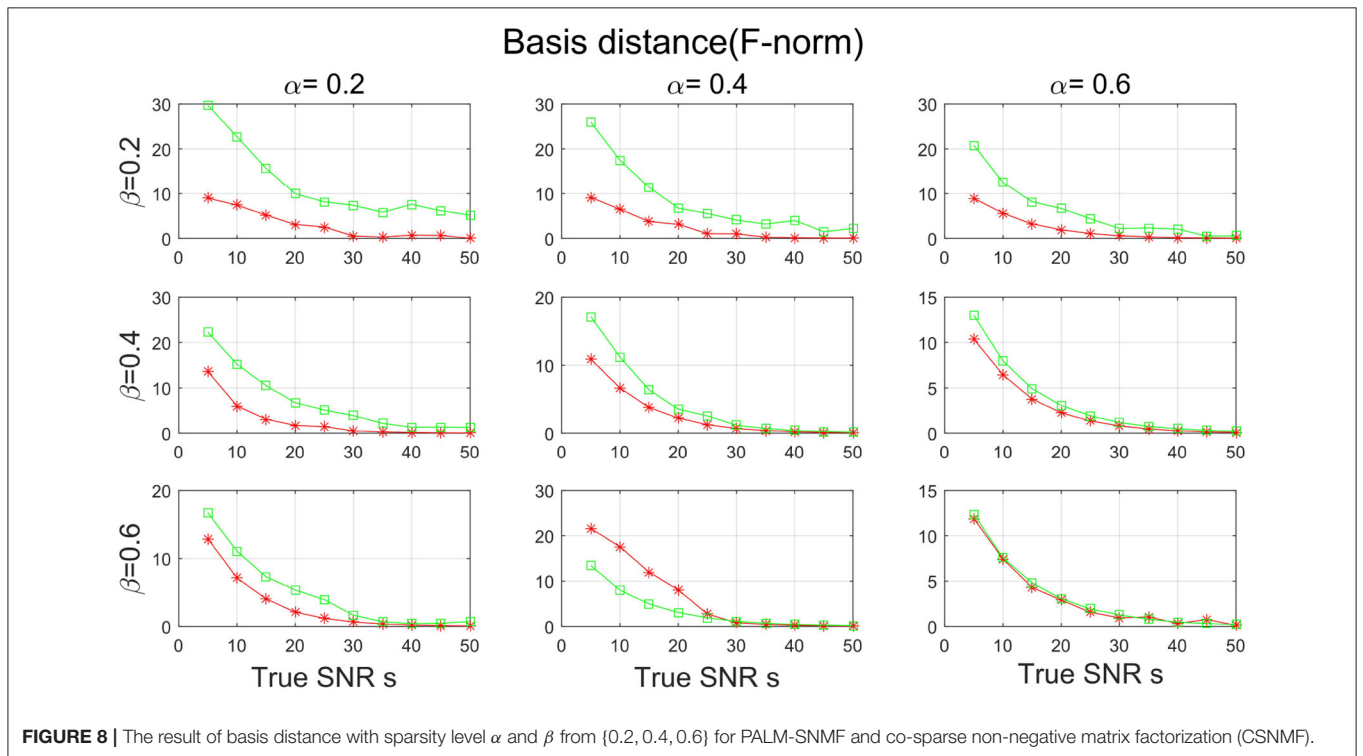 Basis distance(F-norm)
α= 0.2
α= 0.4
α= 0.6
β=0.2
30
20
10
0
0 10 20 30 40 50
30
20
10
0
0 10 20 30 40 50
30
20
10
0
0 10 20 30 40 50
β=0.4
30
20
10
0
0 10 20 30 40 50
20
10
0
0 10 20 30 40 50
15
10
5
0
0 10 20 30 40 50
β=0.6
20
10
0
0 10 20 30 40 50
30
20
10
0
0 10 20 30 40 50
15
10
5
0
0 10 20 30 40 50
True SNR s
True SNR s
True SNR s
FIGURE 8 | The result of basis distance with sparsity level α and β from {0.2, 0.4, 0.6} for PALM-SNMF and co-sparse non-negative matrix factorization (CSNMF).